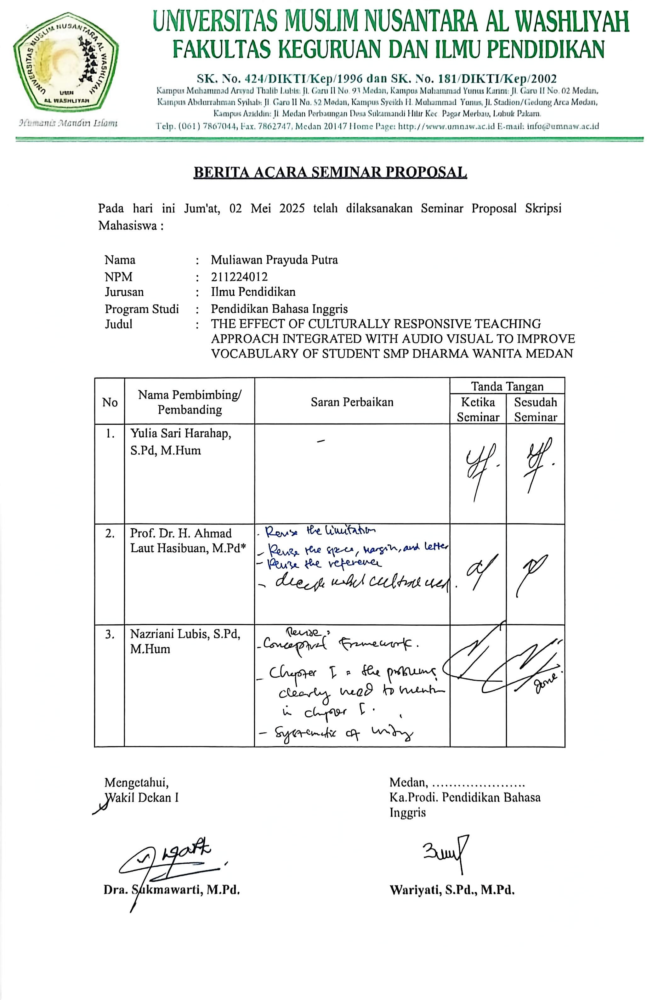 UNIVERSITAS MUSLIM NUSANTARA AL WASHLIYAH
FAKULTAS KEGURUAN DAN ILMU PENDIDIKAN
SK. No. 424/DIKTI/Kep/1996 dan SK. No. 181/DIKTI/Kep/2002
Kampus Muhammad Arsyad Thalib Lubis: Jl. Garu II No. 93 Medan, Kampus Muhammad Yunus Karim: Jl. Garu II No. 02 Medan,
Kampus Abdurrahman Syihab: Jl. Garu II No. 52 Medan, Kampus Syeikh H. Muhammad Yunus, Jl. Stadion/Gedung Arca Medan,
Kampus Aziddin: Jl. Medan Perbaungan Desa Sukamandi Hilir Kec. Pagar Merbau, Lubuk Pakam.
Telp. (061) 7867044, Fax. 7862747, Medan 20147 Home Page: http://www.umnaw.ac.id E-mail: info@umnaw.ac.id
UNIVERSITAS MUSLIM NUSANTARA AL WASHLIYAH
UMN
AL WASHLIYAH
Humanis Mandiri Islami
BERITA ACARA SEMINAR PROPOSAL
Pada hari ini Jum'at, 02 Mei 2025 telah dilaksanakan Seminar Proposal Skripsi
Mahasiswa :
Nama : Muliawan Prayuda Putra
NPM : 211224012
Jurusan : Ilmu Pendidikan
Program Studi : Pendidikan Bahasa Inggris
Judul : THE EFFECT OF CULTURALLY RESPONSIVE TEACHING
APPROACH INTEGRATED WITH AUDIO VISUAL TO IMPROVE
VOCABULARY OF STUDENT SMP DHARMA WANITA MEDAN
No Nama Pembimbing/ Pembanding Saran Perbaikan Tanda Tangan
Ketika Seminar Sesudah Seminar
1. Yulia Sari Harahap, -
S.Pd, M.Hum
2. Prof. Dr. H. Ahmad
Laut Hasibuan, M.Pd*
- Revise the limitation
- Revise the space, margin, and letter
- Revise the reference
- what culture used.
3. Nazriani Lubis, S.Pd,
M.Hum
Revise :
- Conceptual Framework.
- Chapter I : the problems
clearly need to mention
in chapter I.
- Systematic of writing
done.
Mengetahui,
Wakil Dekan I
Dra. Sukmawarti, M.Pd.
Medan, ......................
Ka.Prodi. Pendidikan Bahasa
Inggris
Wariyati, S.Pd., M.Pd.